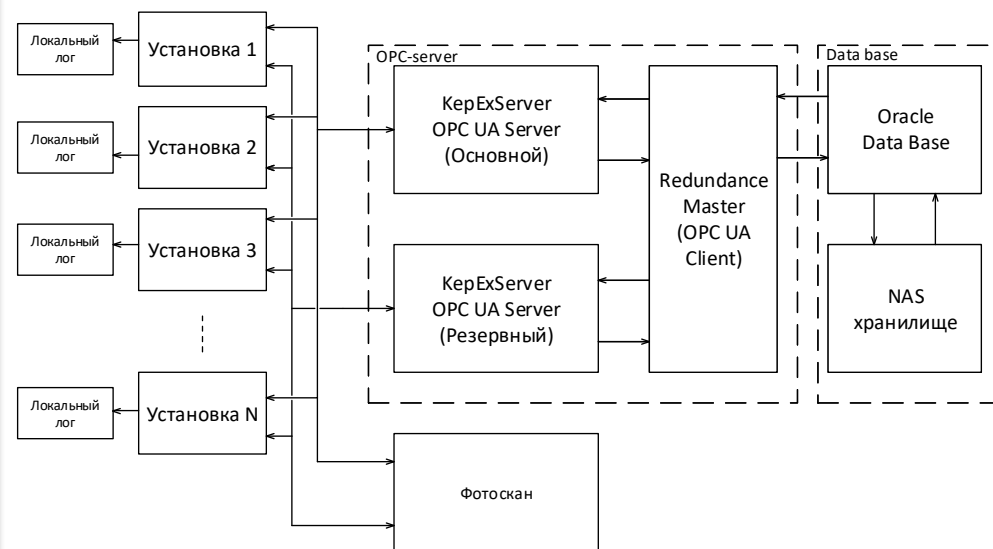 Локальный
лог
Установка 1
Локальный
лог
Установка 2
Локальный
лог
Установка 3
Локальный
лог
Установка N
OPC-server
KepExServer
OPC UA Server
(Основной)
KepExServer
OPC UA Server
(Резервный)
Redundance
Master
(OPC UA
Client)
Data base
Oracle
Data Base
NAS
хранилище
Фотоскан